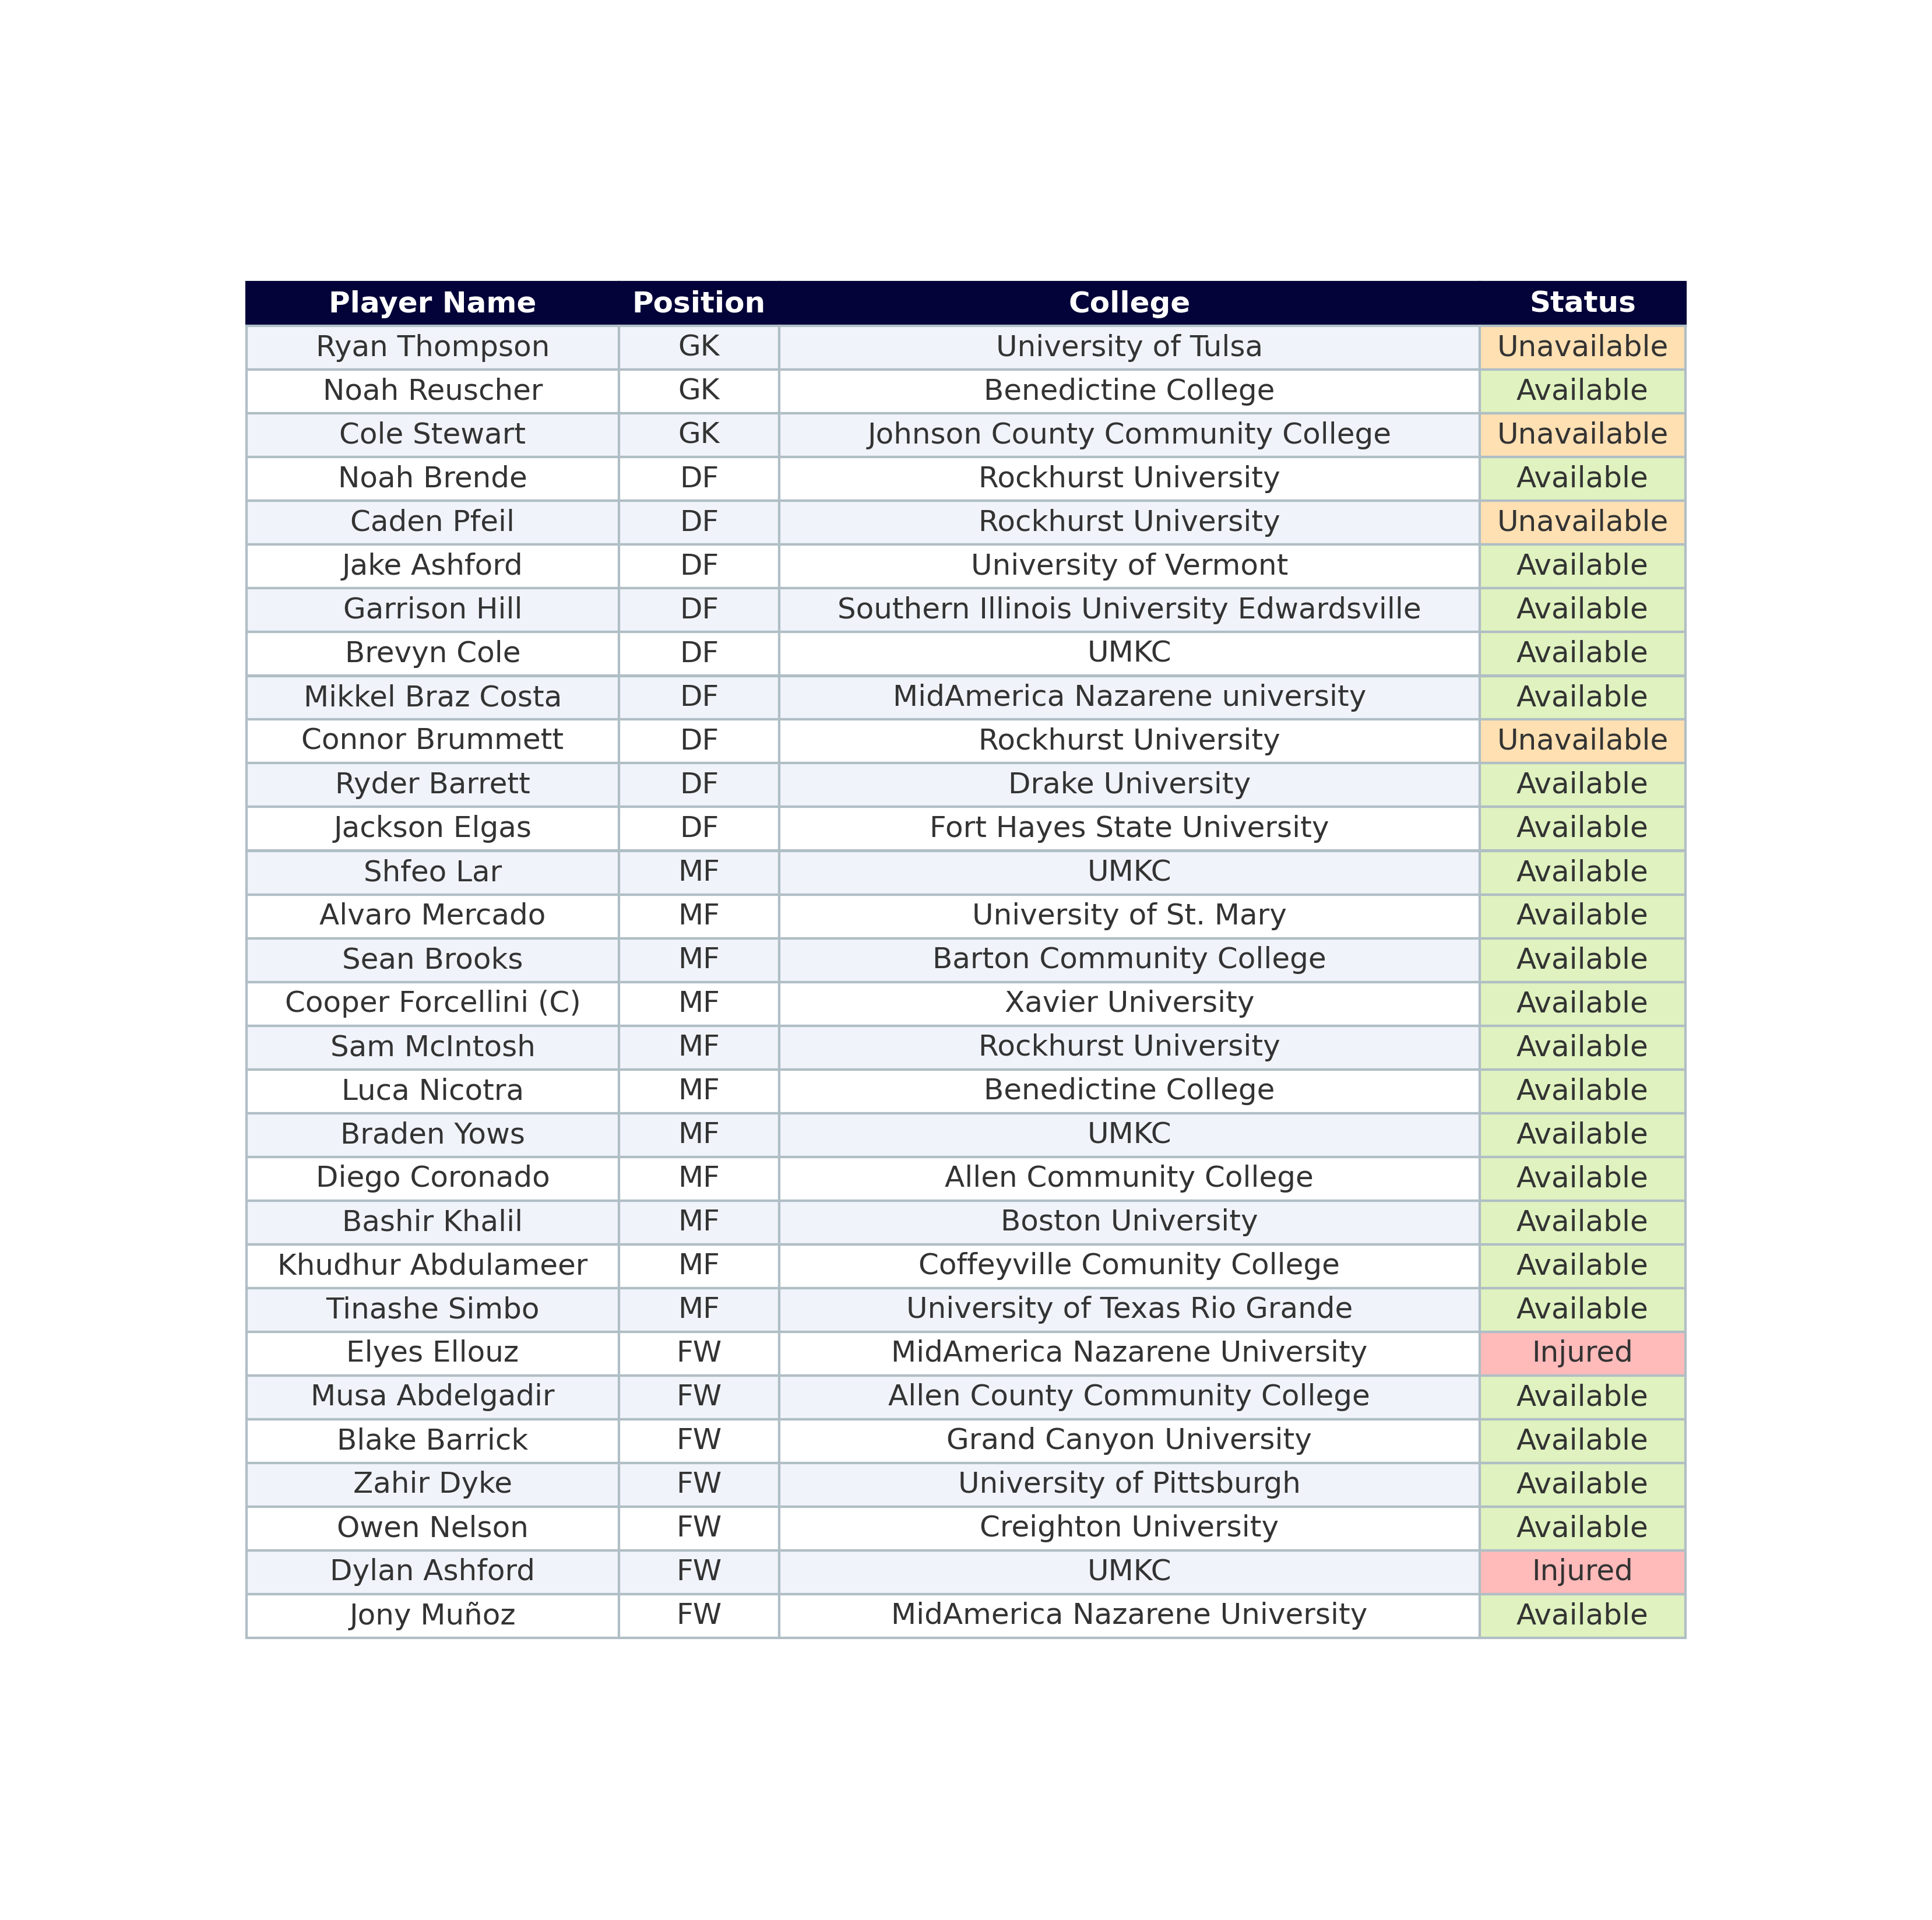 Player Name Position College Status
Ryan Thompson GK University of Tulsa Unavailable
Noah Reuscher GK Benedictine College Available
Cole Stewart GK Johnson County Community College Unavailable
Noah Brende DF Rockhurst University Available
Caden Pfeil DF Rockhurst University Unavailable
Jake Ashford DF University of Vermont Available
Garrison Hill DF Southern Illinois University Edwardsville Available
Brevyn Cole DF UMKC Available
Mikkel Braz Costa DF MidAmerica Nazarene university Available
Connor Brummett DF Rockhurst University Unavailable
Ryder Barrett DF Drake University Available
Jackson Elgas DF Fort Hayes State University Available
Shfeo Lar MF UMKC Available
Alvaro Mercado MF University of St. Mary Available
Sean Brooks MF Barton Community College Available
Cooper Forcellini (C) MF Xavier University Available
Sam McIntosh MF Rockhurst University Available
Luca Nicotra MF Benedictine College Available
Braden Yows MF UMKC Available
Diego Coronado MF Allen Community College Available
Bashir Khalil MF Boston University Available
Khudhur Abdulameer MF Coffeyville Comunity College Available
Tinashe Simbo MF University of Texas Rio Grande Available
Elyes Ellouz FW MidAmerica Nazarene University Injured
Musa Abdelgadir FW Allen County Community College Available
Blake Barrick FW Grand Canyon University Available
Zahir Dyke FW University of Pittsburgh Available
Owen Nelson FW Creighton University Available
Dylan Ashford FW UMKC Injured
Jony Muñoz FW MidAmerica Nazarene University Available